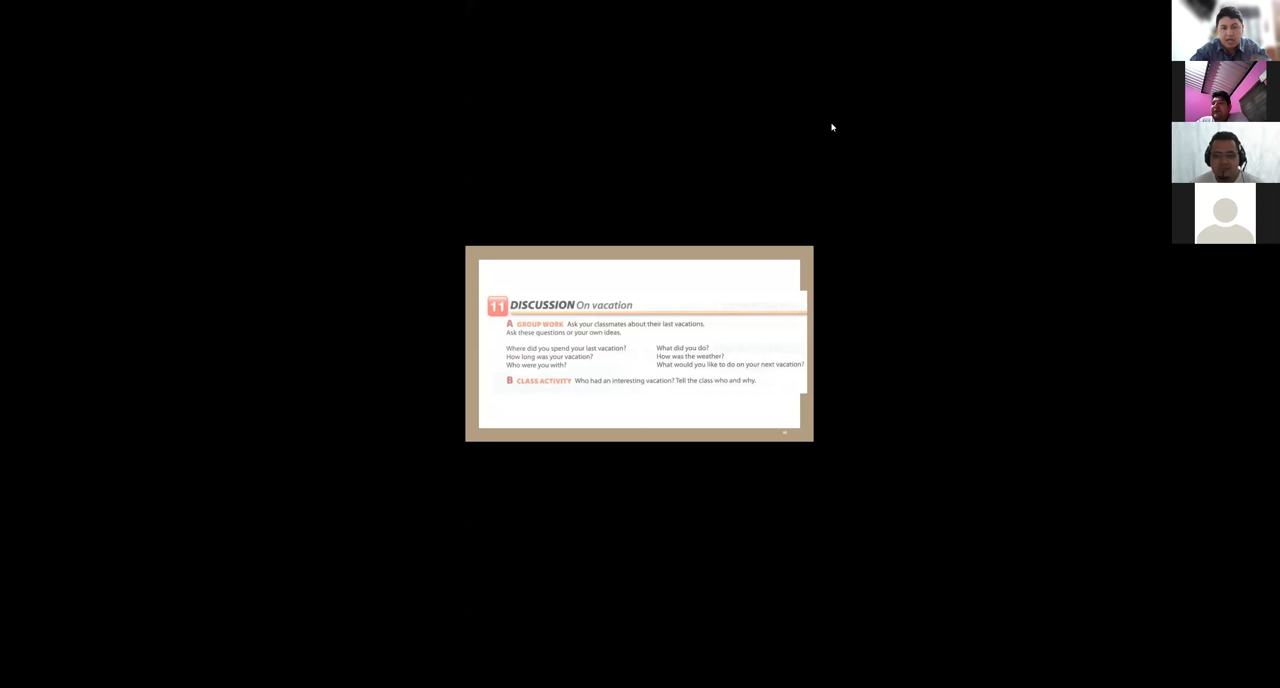 11 DISCUSSION On vacation
A GROUP WORK Ask your classmates about their last vacations.
Ask these questions or your own ideas.
Where did you spend your last vacation?
How long was your vacation?
Who were you with?
What did you do?
How was the weather?
What would you like to do on your next vacation?
B CLASS ACTIVITY Who had an interesting vacation? Tell the class who and why.